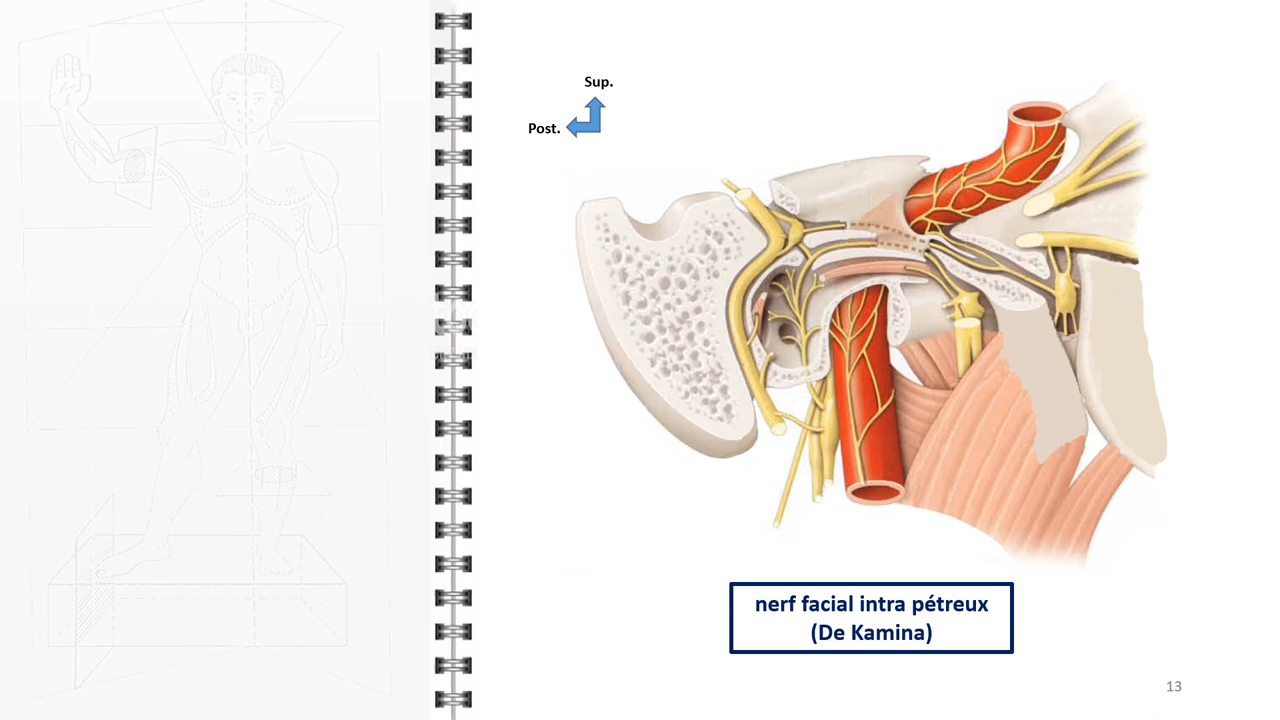 Sup.
Post.
nerf facial intra pétreux
(De Kamina)
13